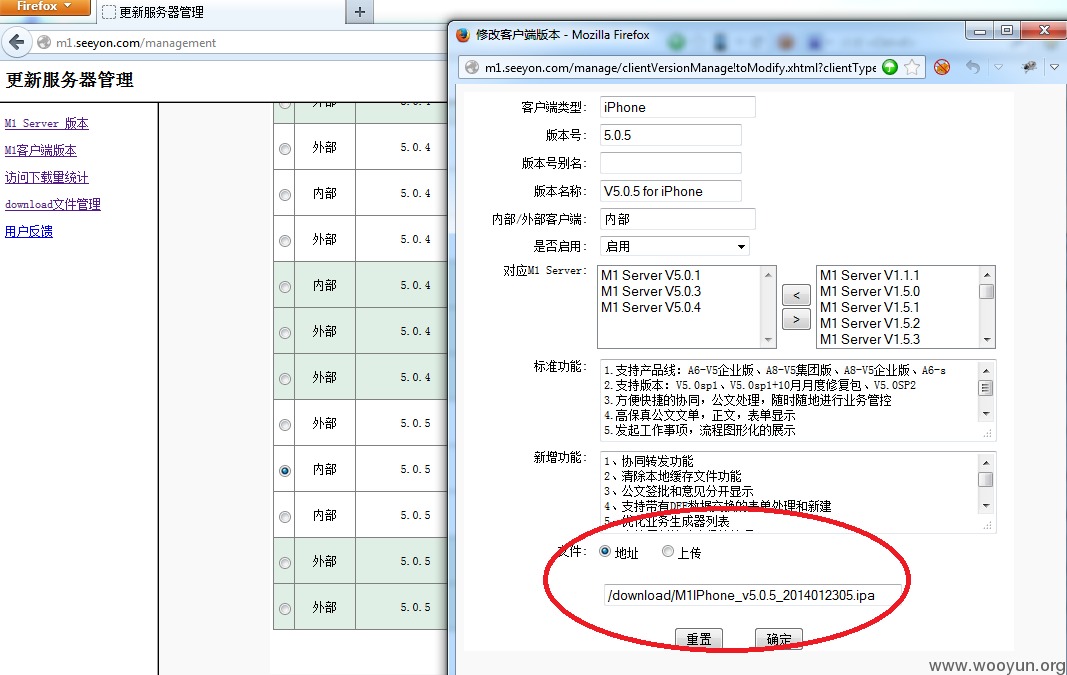 Firefox
更新服务器管理
m1.seeyon.com/management
更新服务器管理
M1 Server 版本
M1客户端版本
访问下载量统计
download文件管理
用户反馈
外部 5.0.4
内部 5.0.4
外部 5.0.4
内部 5.0.4
外部 5.0.4
内部 5.0.4
外部 5.0.5
内部 5.0.5
内部 5.0.5
外部 5.0.5
外部 5.0.5
修改客户端版本 - Mozilla Firefox
m1.seeyon.com/manage/clientVersionManage!toModify.xhtml?clientType
客户端类型: iPhone
版本号: 5.0.5
版本号别名:
版本名称: V5.0.5 for iPhone
内部/外部客户端: 内部
是否启用: 启用
对应M1 Server:
M1 Server V5.0.1
M1 Server V5.0.3
M1 Server V5.0.4
<
>
M1 Server V1.1.1
M1 Server V1.5.0
M1 Server V1.5.1
M1 Server V1.5.2
M1 Server V1.5.3
标准功能:
1.支持产品线: A6-V5企业版、A8-V5集团版、A8-V5企业版、A6-s
2.支持版本: V5.0sp1、V5.0sp1+10月月度修复包、V5.0SP2
3.方便快捷的协同, 公文处理, 随时随地进行业务管控
4.高保真公文文单, 正文, 表单显示
5.发起工作事项, 流程图形化的展示
新增功能:
1、协同转发功能
2、清除本地缓存文件功能
3、公文签批和意见分开显示
4、支持带有DEE数据交换的表单处理和新建
5、优化业务生成器列表
文件: 地址 上传
/download/M1IPhone_v5.0.5_2014012305.ipa
重置 确定
www.wooyun.org